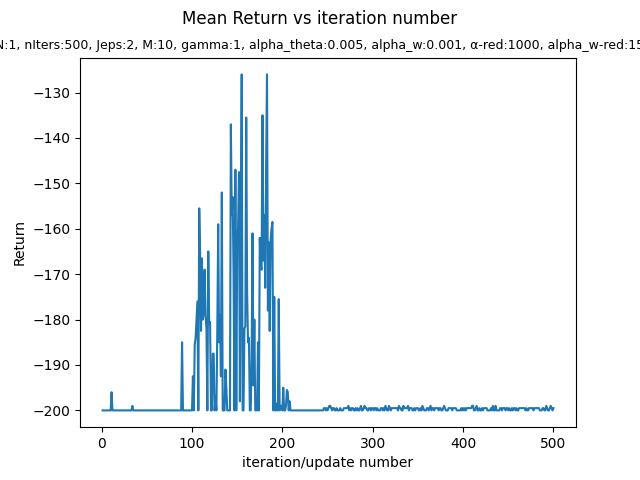 Mean Return vs iteration number
N:1, nIters:500, Jeps:2, M:10, gamma:1, alpha_theta:0.005, alpha_w:0.001, α-red:1000, alpha_w-red:15
−130
−140
−150
−160
−170
−180
−190
−200
Return
0 100 200 300 400 500
iteration/update number